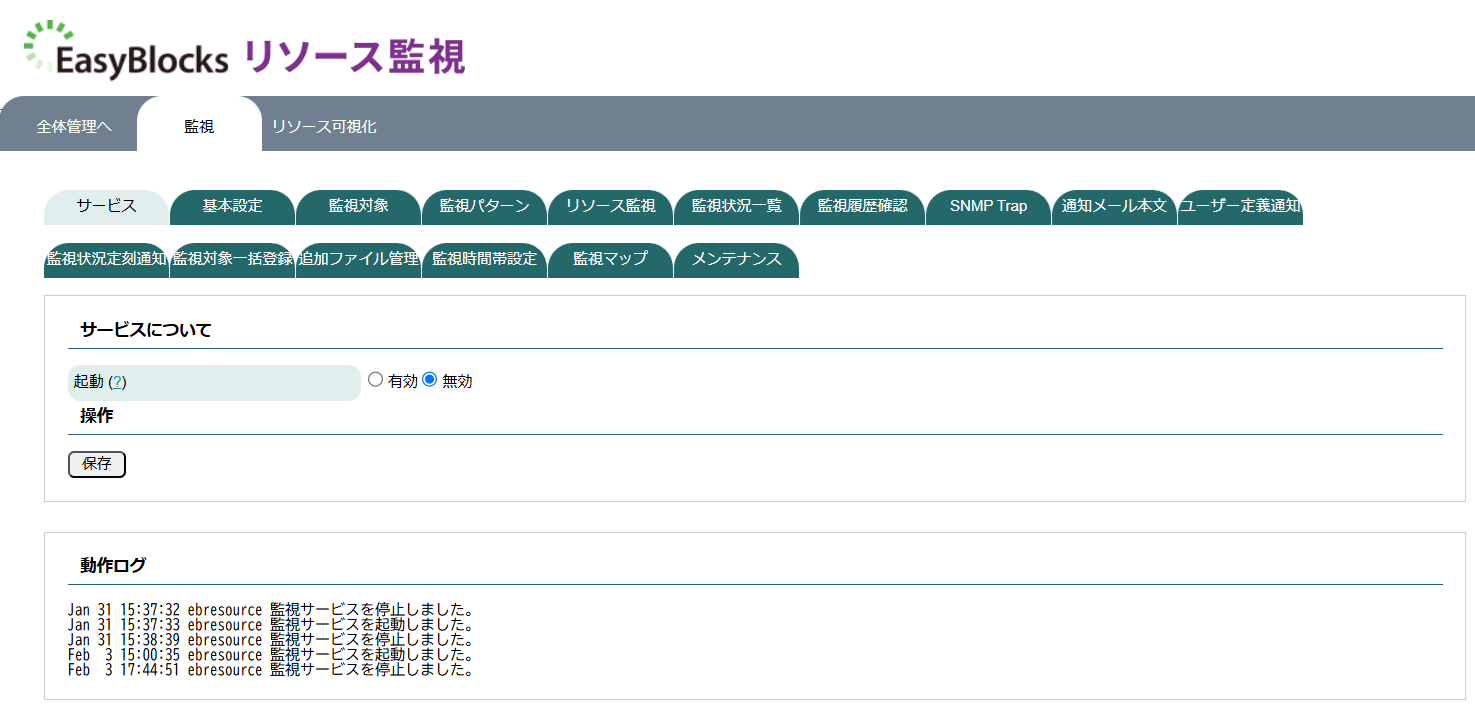 EasyBlocks リソース監視
全体管理へ 監視 リソース可視化
サービス 基本設定 監視対象 監視パターン リソース監視 監視状況一覧 監視履歴確認 SNMP Trap 通知メール本文 ユーザー定義通知
監視状況定刻通知 監視対象一括登録 追加ファイル管理 監視時間帯設定 監視マップ メンテナンス
サービスについて
起動 (?) 有効 無効
操作
保存
動作ログ
Jan 31 15:37:32 ebresource 監視サービスを停止しました。
Jan 31 15:37:33 ebresource 監視サービスを起動しました。
Jan 31 15:38:39 ebresource 監視サービスを停止しました。
Feb  3 15:00:35 ebresource 監視サービスを起動しました。
Feb  3 17:44:51 ebresource 監視サービスを停止しました。